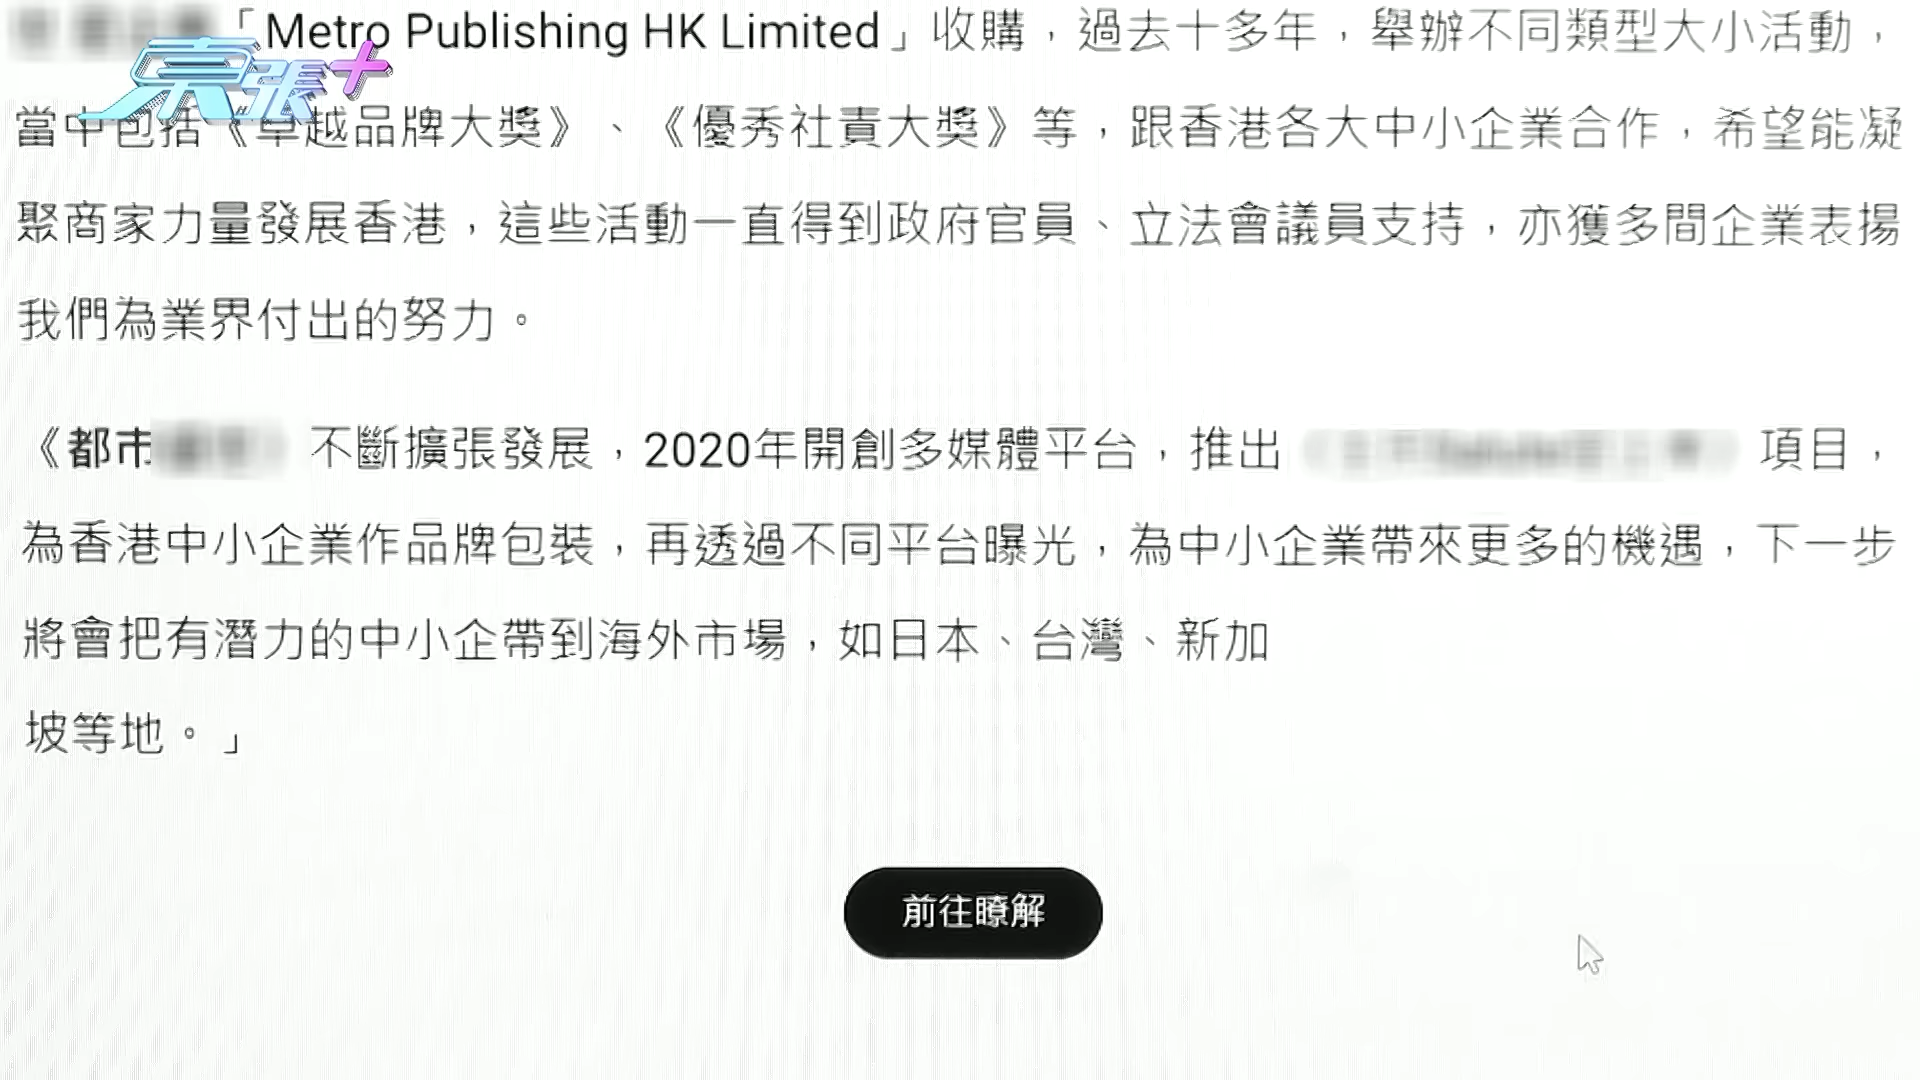 「Metro Publishing HK Limited」收購，過去十多年，舉辦不同類型大小活動，
東張+
當中包括《卓越品牌大獎》、《優秀社責大獎》等，跟香港各大中小企業合作，希望能凝
聚商家力量發展香港，這些活動一直得到政府官員、立法會議員支持，亦獲多間企業表揚
我們為業界付出的努力。
《都市 不斷擴張發展，2020年開創多媒體平台，推出 項目，
為香港中小企業作品牌包裝，再透過不同平台曝光，為中小企業帶來更多的機遇，下一步
將會把有潛力的中小企帶到海外市場，如日本、台灣、新加
坡等地。」
前往瞭解